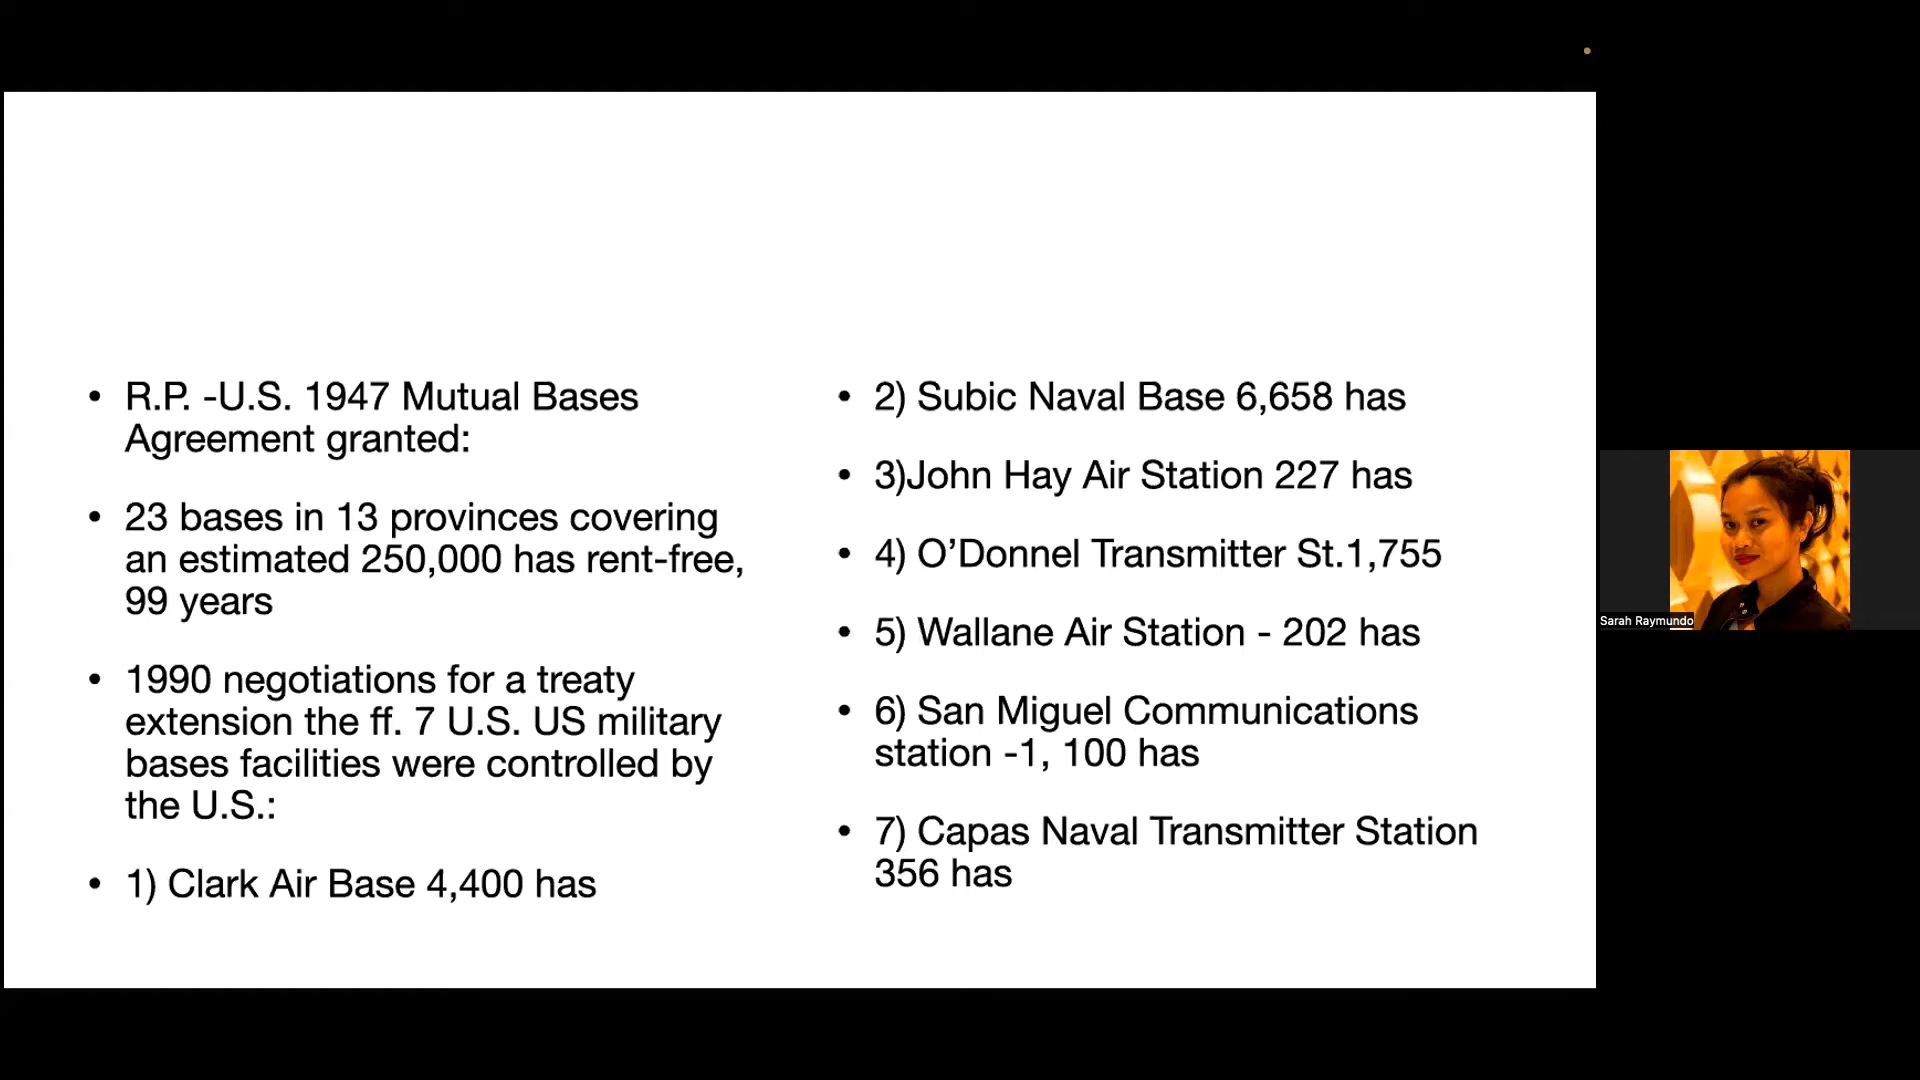 • R.P. -U.S. 1947 Mutual Bases
Agreement granted:
• 23 bases in 13 provinces covering
an estimated 250,000 has rent-free,
99 years
• 1990 negotiations for a treaty
extension the ff. 7 U.S. US military
bases facilities were controlled by
the U.S.:
• 1) Clark Air Base 4,400 has
• 2) Subic Naval Base 6,658 has
• 3)John Hay Air Station 227 has
• 4) O’Donnel Transmitter St.1,755
• 5) Wallane Air Station - 202 has
• 6) San Miguel Communications
station -1, 100 has
• 7) Capas Naval Transmitter Station
356 has
Sarah Raymundo